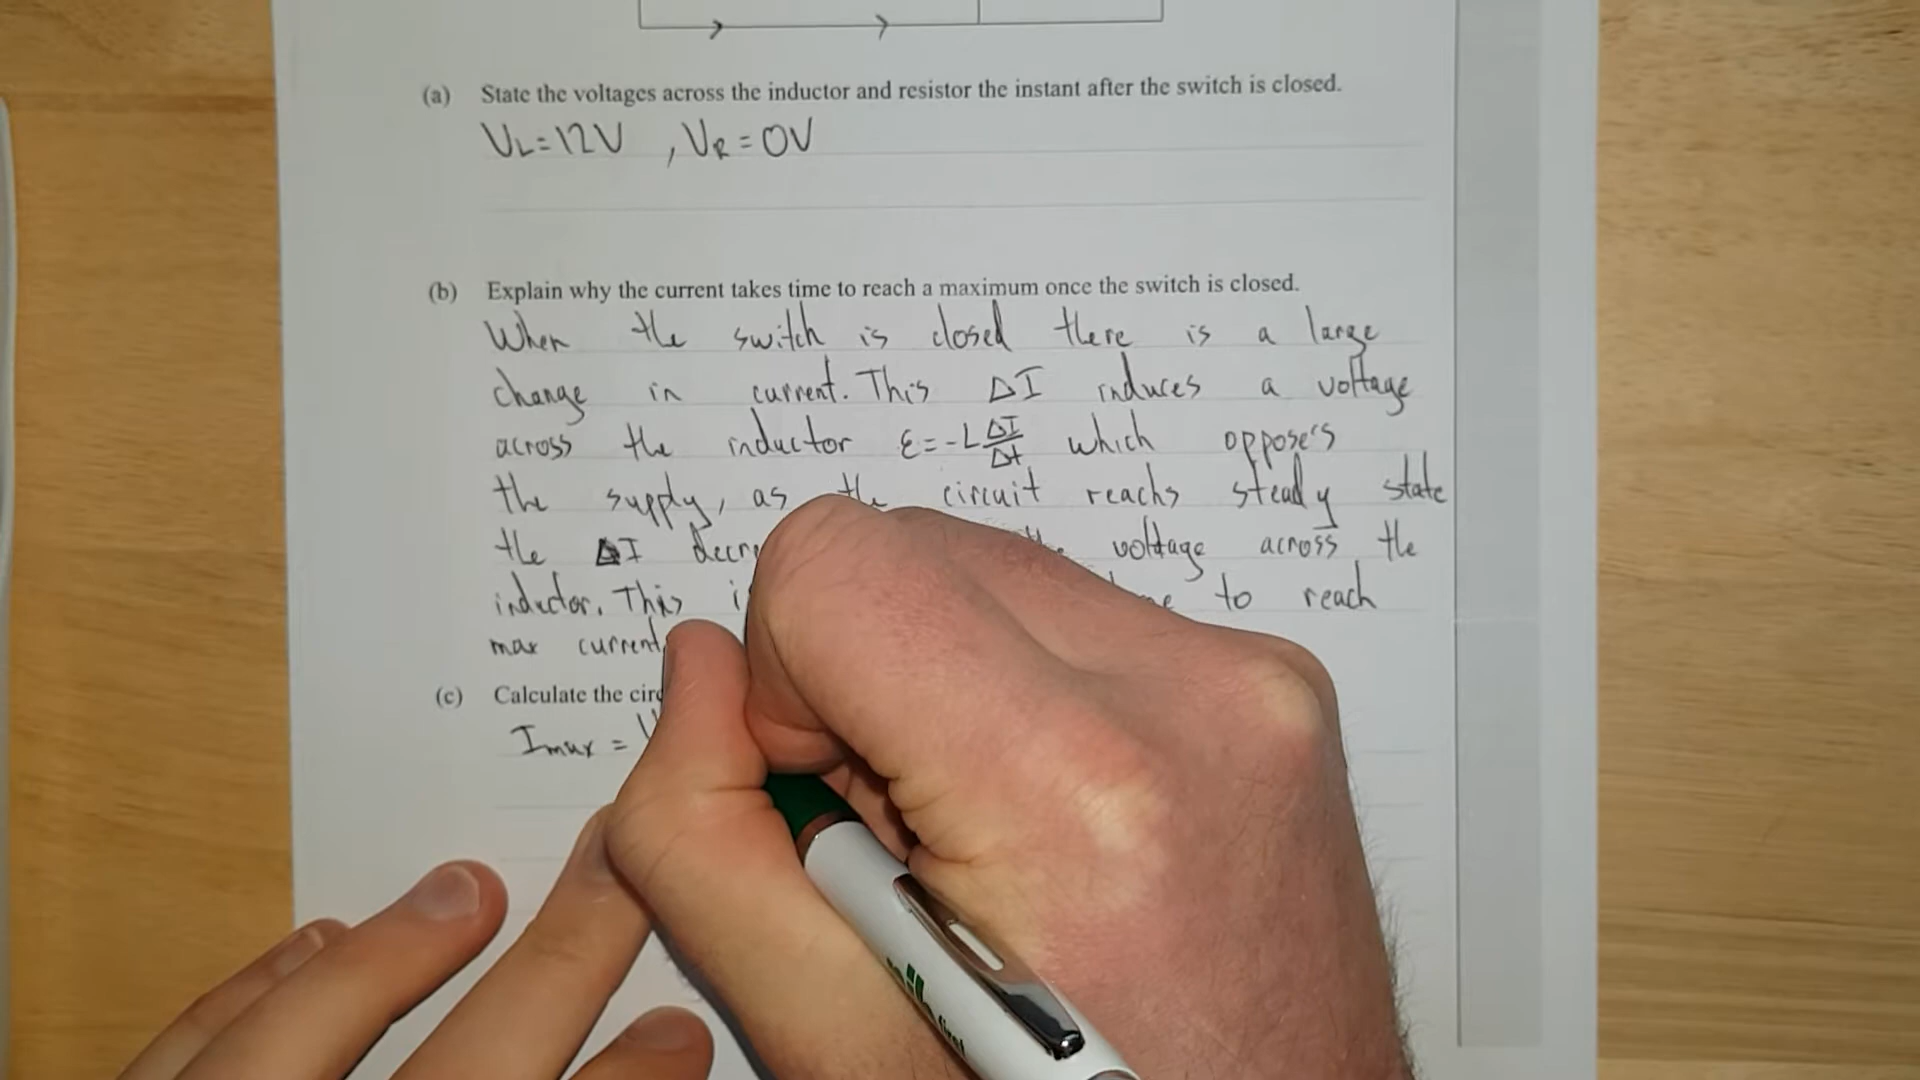 (a) State the voltages across the inductor and resistor the instant after the switch is closed.
VL=12V , VR=0V
(b) Explain why the current takes time to reach a maximum once the switch is closed.
When the switch is closed there is a large
change in current. This ΔI induces a voltage
across the inductor ε=-LΔI/Δt which oppose's
the supply, as the circuit reachs steady state
the ΔI voltage across the
inductor. This to reach
max current
(c) Calculate the
Imax =
first